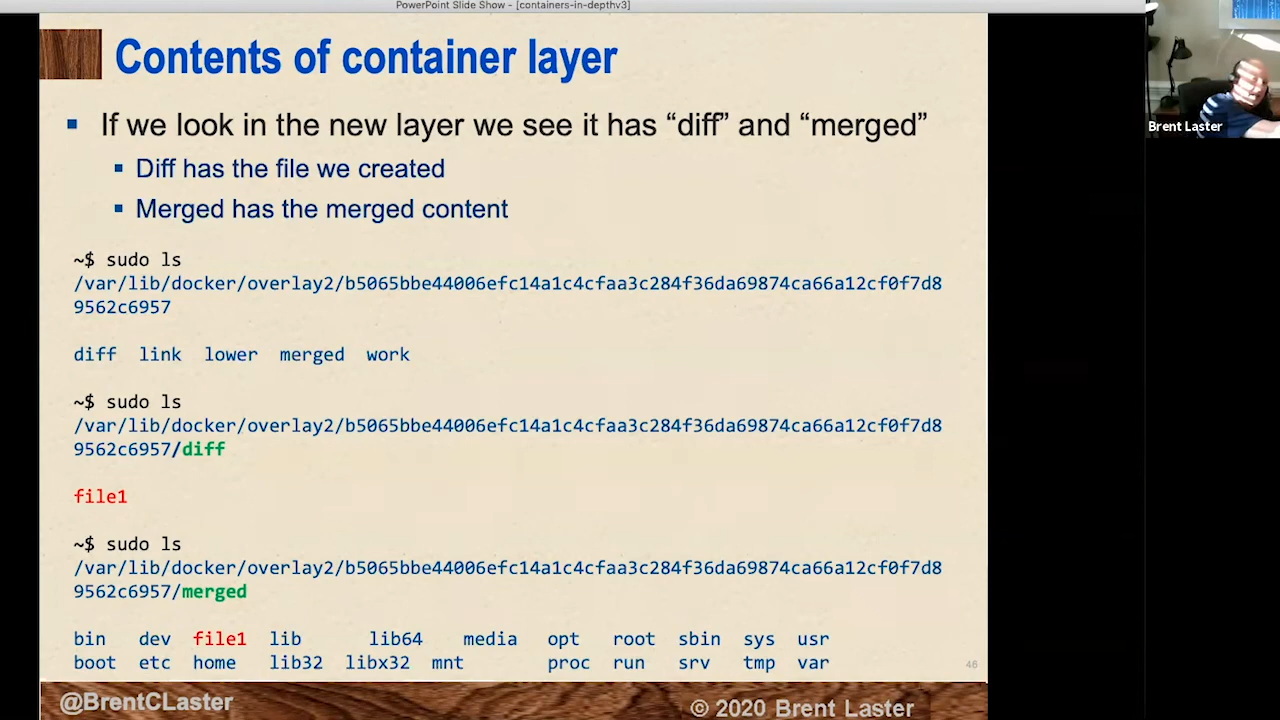 PowerPoint Slide Show - [containers-in-depthv3]
Contents of container layer
If we look in the new layer we see it has “diff” and “merged”
Diff has the file we created
Merged has the merged content
~$ sudo ls
/var/lib/docker/overlay2/b5065bbe44006efc14a1c4cfaa3c284f36da69874ca66a12cf0f7d8
9562c6957
diff link lower merged work
~$ sudo ls
/var/lib/docker/overlay2/b5065bbe44006efc14a1c4cfaa3c284f36da69874ca66a12cf0f7d8
9562c6957/diff
file1
~$ sudo ls
/var/lib/docker/overlay2/b5065bbe44006efc14a1c4cfaa3c284f36da69874ca66a12cf0f7d8
9562c6957/merged
bin dev file1 lib lib64 media opt root sbin sys usr
boot etc home lib32 libx32 mnt proc run srv tmp var
46
@BrentCLaster
© 2020 Brent Laster
Brent Laster